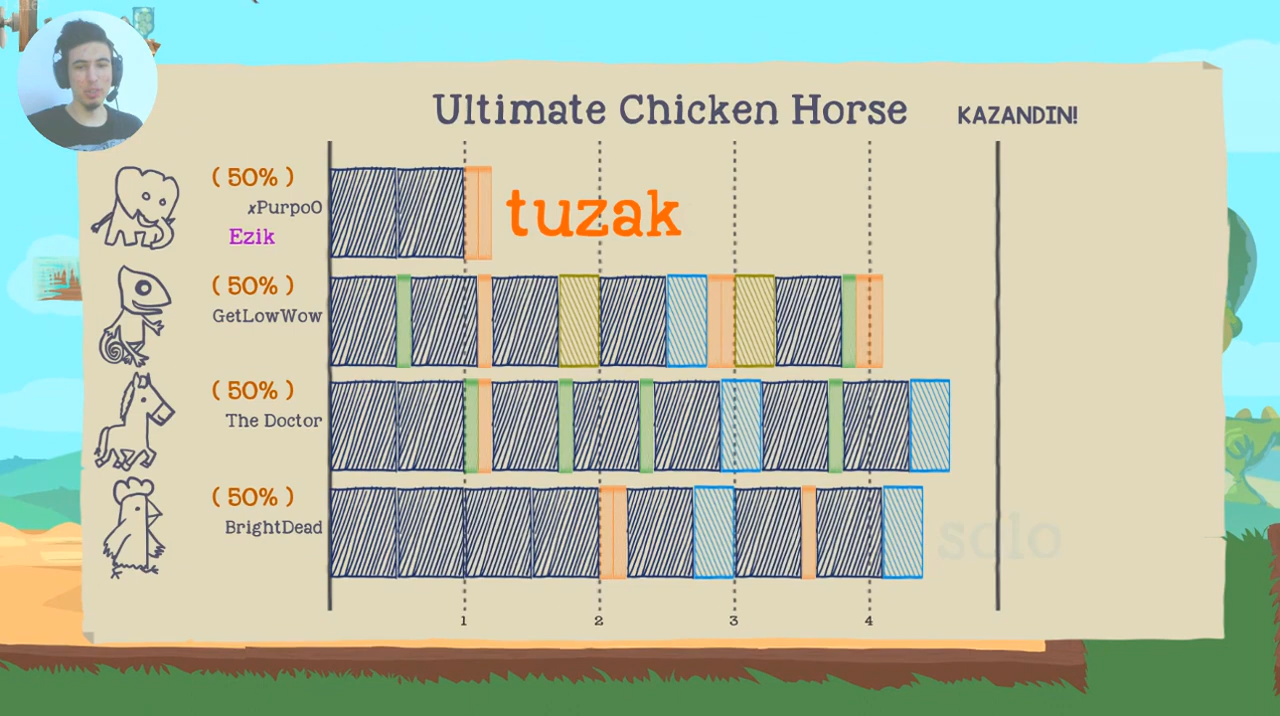 Ultimate Chicken Horse
KAZANDIN!
( 50% )
xPurpoO
Ezik
tuzak
( 50% )
GetLowWow
( 50% )
The Doctor
( 50% )
BrightDead
solo
1 2 3 4